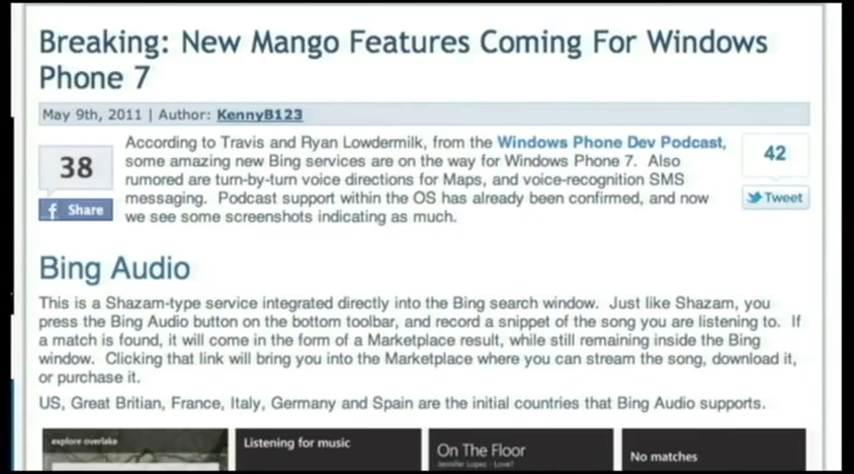 Breaking: New Mango Features Coming For Windows
Phone 7
May 9th, 2011 | Author: KennyB123
According to Travis and Ryan Lowdermilk, from the Windows Phone Dev Podcast,
some amazing new Bing services are on the way for Windows Phone 7. Also
rumored are turn-by-turn voice directions for Maps, and voice-recognition SMS
messaging. Podcast support within the OS has already been confirmed, and now
we see some screenshots indicating as much.
38
Share
42
Tweet
Bing Audio
This is a Shazam-type service integrated directly into the Bing search window. Just like Shazam, you
press the Bing Audio button on the bottom toolbar, and record a snippet of the song you are listening to. If
a match is found, it will come in the form of a Marketplace result, while still remaining inside the Bing
window. Clicking that link will bring you into the Marketplace where you can stream the song, download it,
or purchase it.
US, Great Britian, France, Italy, Germany and Spain are the initial countries that Bing Audio supports.
explore overlake
Listening for music
On The Floor
Jennifer Lopez - Love?
No matches